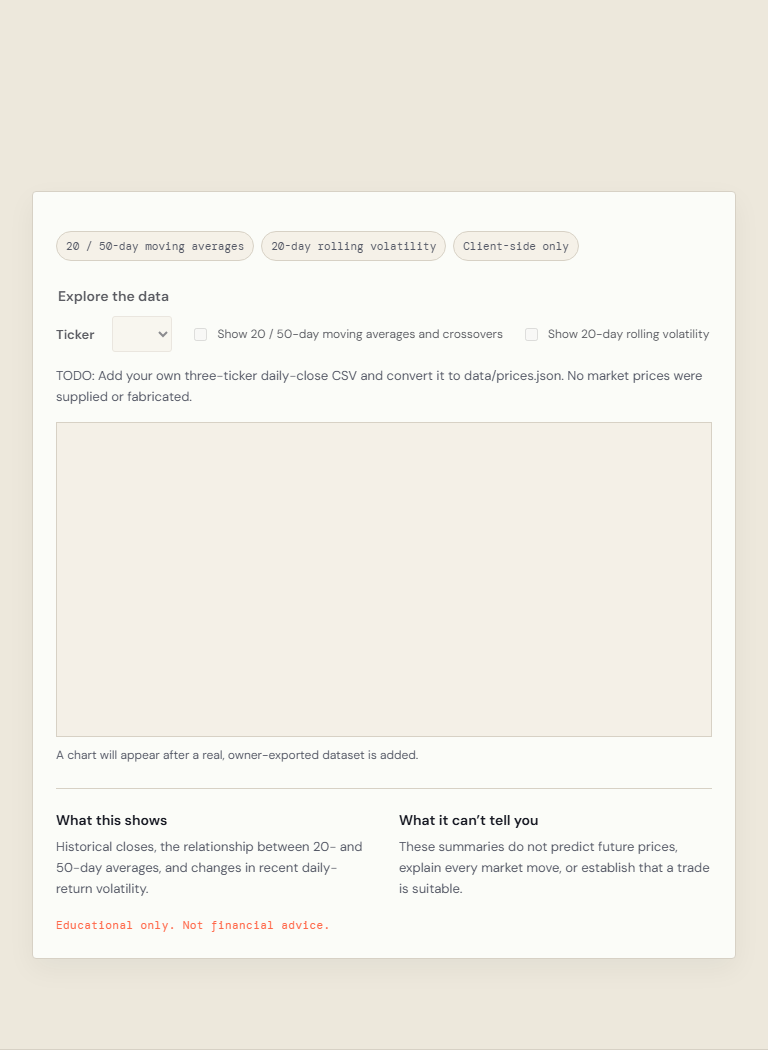 20 / 50-day moving averages
20-day rolling volatility
Client-side only
Explore the data
Ticker
Show 20 / 50-day moving averages and crossovers
Show 20-day rolling volatility
TODO: Add your own three-ticker daily-close CSV and convert it to data/prices.json. No market prices were
supplied or fabricated.
A chart will appear after a real, owner-exported dataset is added.
What this shows
Historical closes, the relationship between 20- and
50-day averages, and changes in recent daily-
return volatility.
What it can’t tell you
These summaries do not predict future prices,
explain every market move, or establish that a trade
is suitable.
Educational only. Not financial advice.